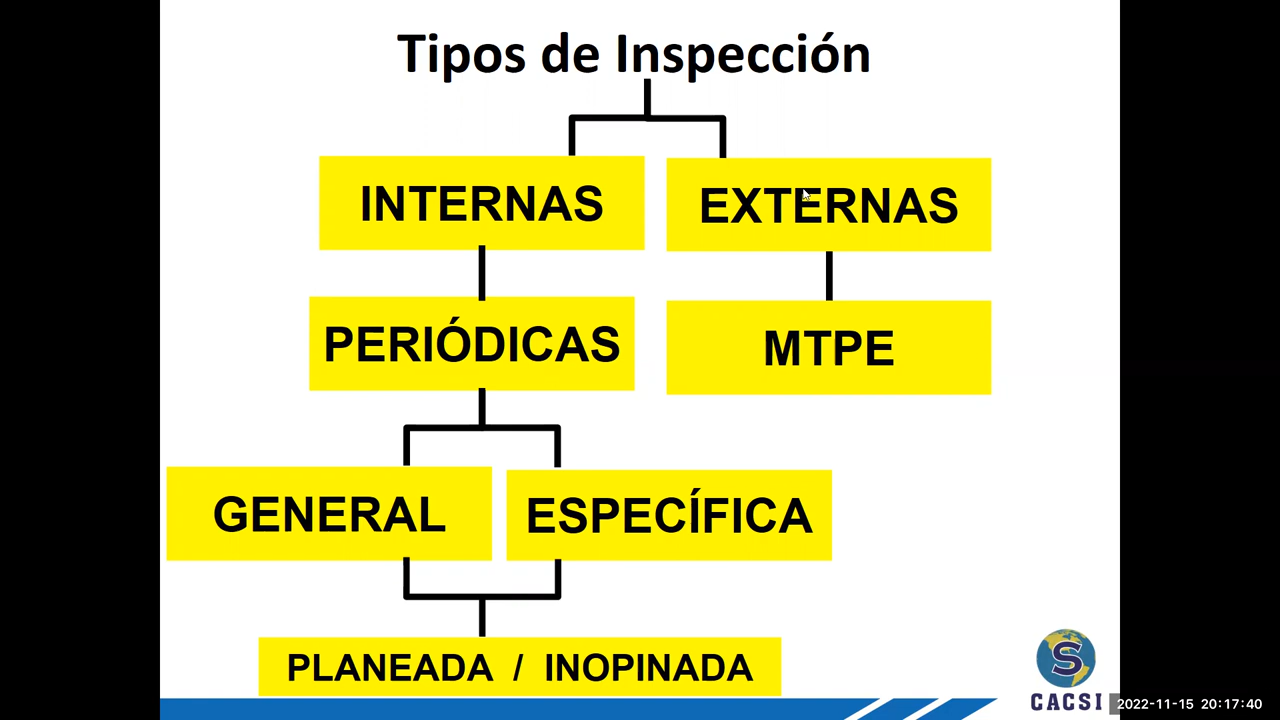 Tipos de Inspección
INTERNAS
EXTERNAS
PERIÓDICAS
MTPE
GENERAL
ESPECÍFICA
PLANEADA / INOPINADA
S
CACSI
2022-11-15 20:17:40